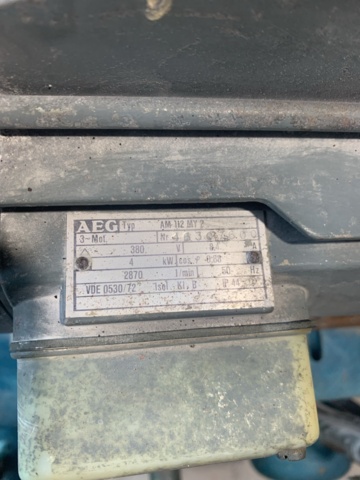 AEG Typ AM 112 MT 2
3-Mot. Nr.
380 V A
4 kW cos φ
2870 1/min 50 Hz
VDE 0530/72 Isol. Kl. B IP 44